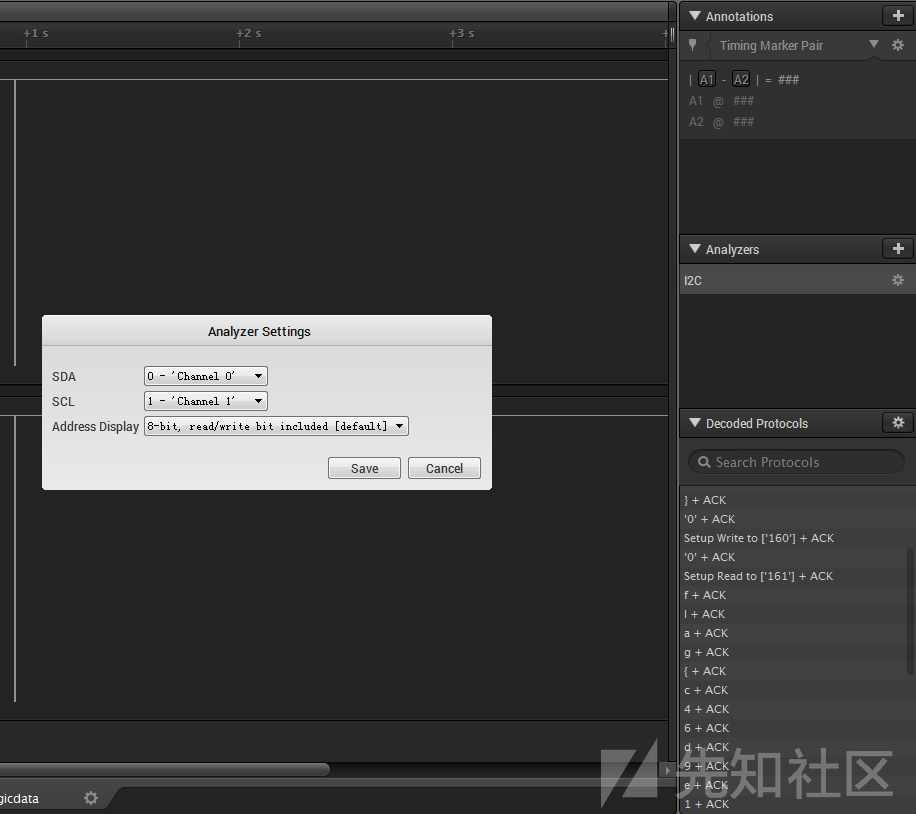 +1 s
+2 s
+3 s
+
Annotations
Timing Marker Pair
| A1 - A2 | = ###
A1 @ ###
A2 @ ###
Analyzers
I2C
Analyzer Settings
SDA
0 - 'Channel 0'
SCL
1 - 'Channel 1'
Address Display
8-bit, read/write bit included [default]
Save
Cancel
Decoded Protocols
Search Protocols
} + ACK
'0' + ACK
Setup Write to ['160'] + ACK
'0' + ACK
Setup Read to ['161'] + ACK
f + ACK
l + ACK
a + ACK
g + ACK
{ + ACK
c + ACK
4 + ACK
6 + ACK
d + ACK
9 + ACK
e + ACK
1 + ACK
gicdata
先知社区